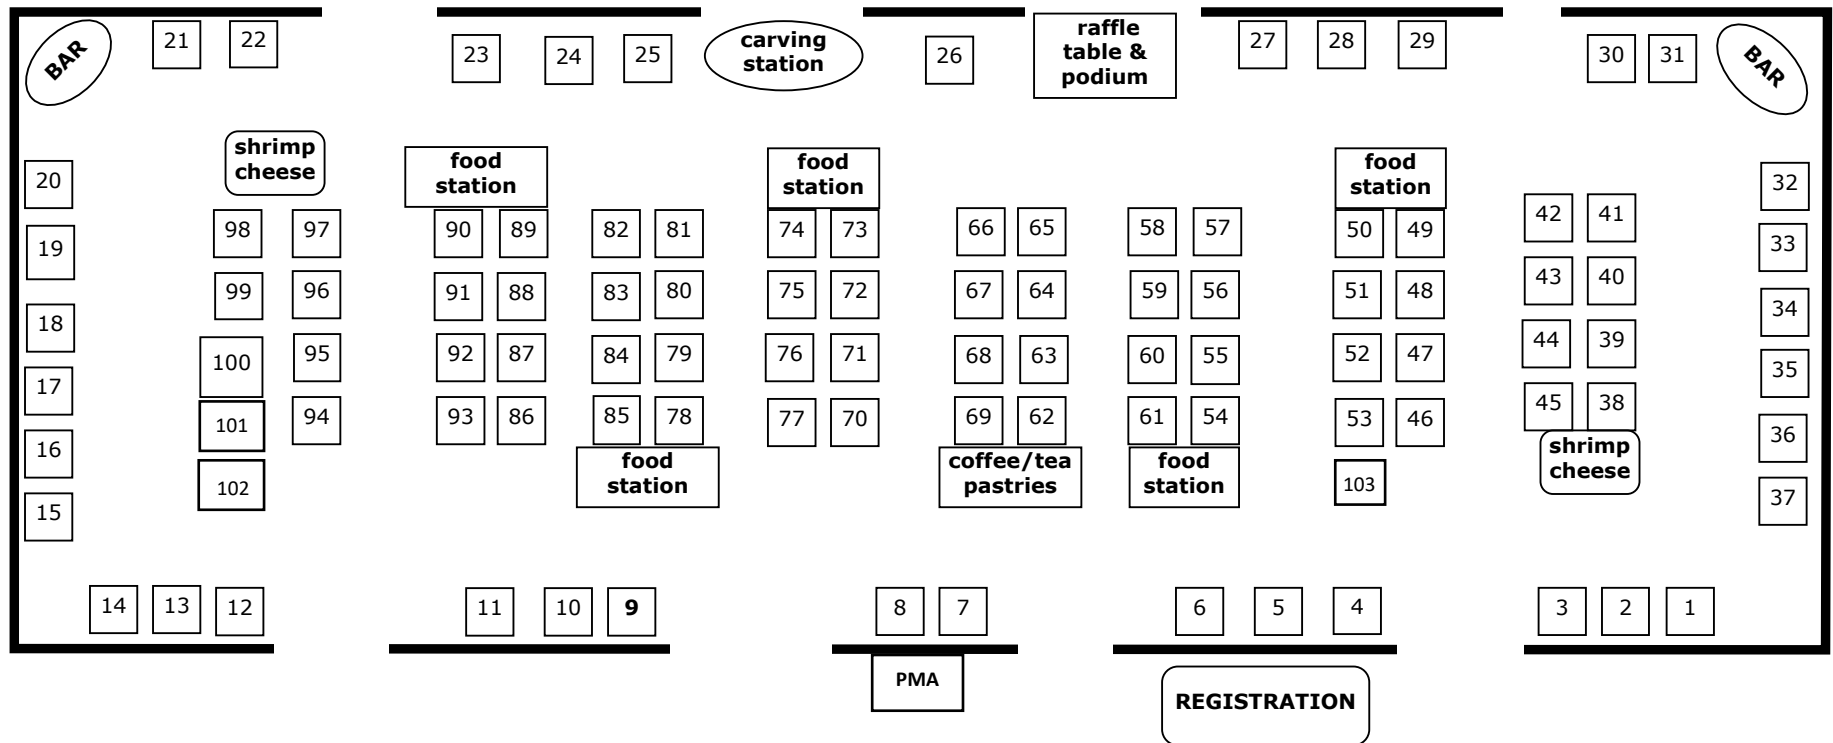 BAR
21 22 23 24 25
carving
station
26
raffle
table &
podium
27 28 29 30 31
BAR
shrimp
cheese
food
station
food
station
food
station
20 32
98 97 90 89 82 81 74 73 66 65 58 57 50 49 42 41
19 33
99 96 91 88 83 80 75 72 67 64 59 56 51 48 43 40
18 34
100 95 92 87 84 79 76 71 68 63 60 55 52 47 44 39
17 35
101 94 93 86 85 78 77 70 69 62 61 54 53 46 45 38
16 36
food
station
coffee/tea
pastries
food
station
shrimp
cheese
102 103
15 37
14 13 12 11 10 9 8 7 6 5 4 3 2 1
PMA
REGISTRATION